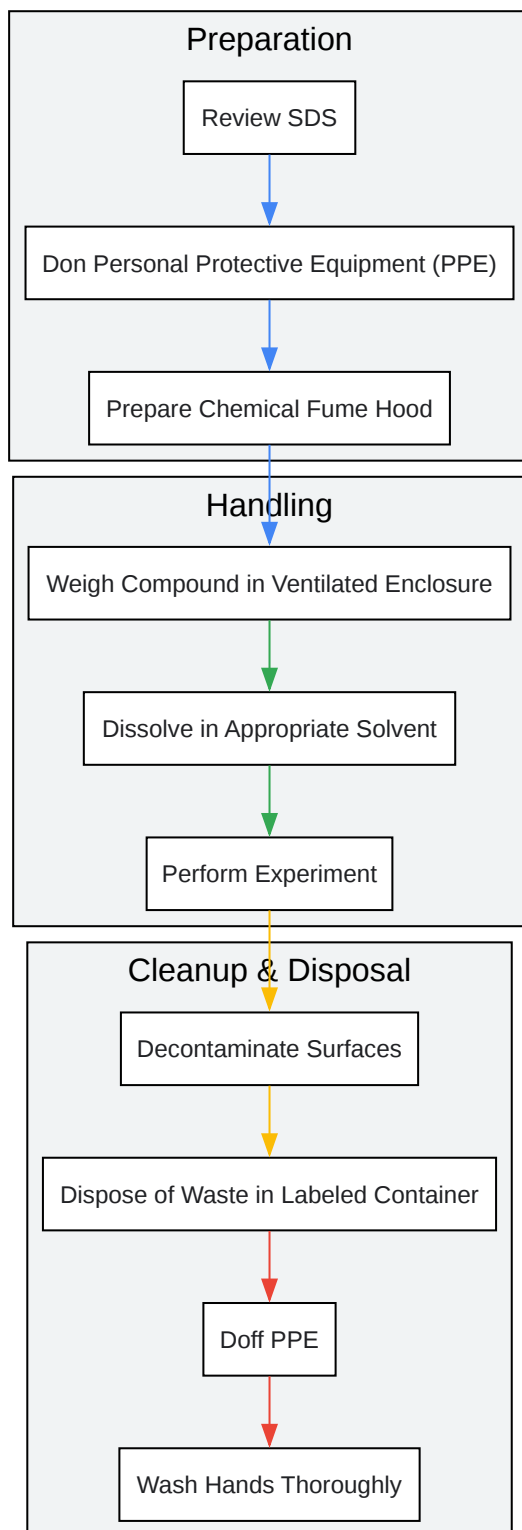 Preparation
Review SDS
Don Personal Protective Equipment (PPE)
Prepare Chemical Fume Hood
Handling
Weigh Compound in Ventilated Enclosure
Dissolve in Appropriate Solvent
Perform Experiment
Cleanup & Disposal
Decontaminate Surfaces
Dispose of Waste in Labeled Container
Doff PPE
Wash Hands Thoroughly